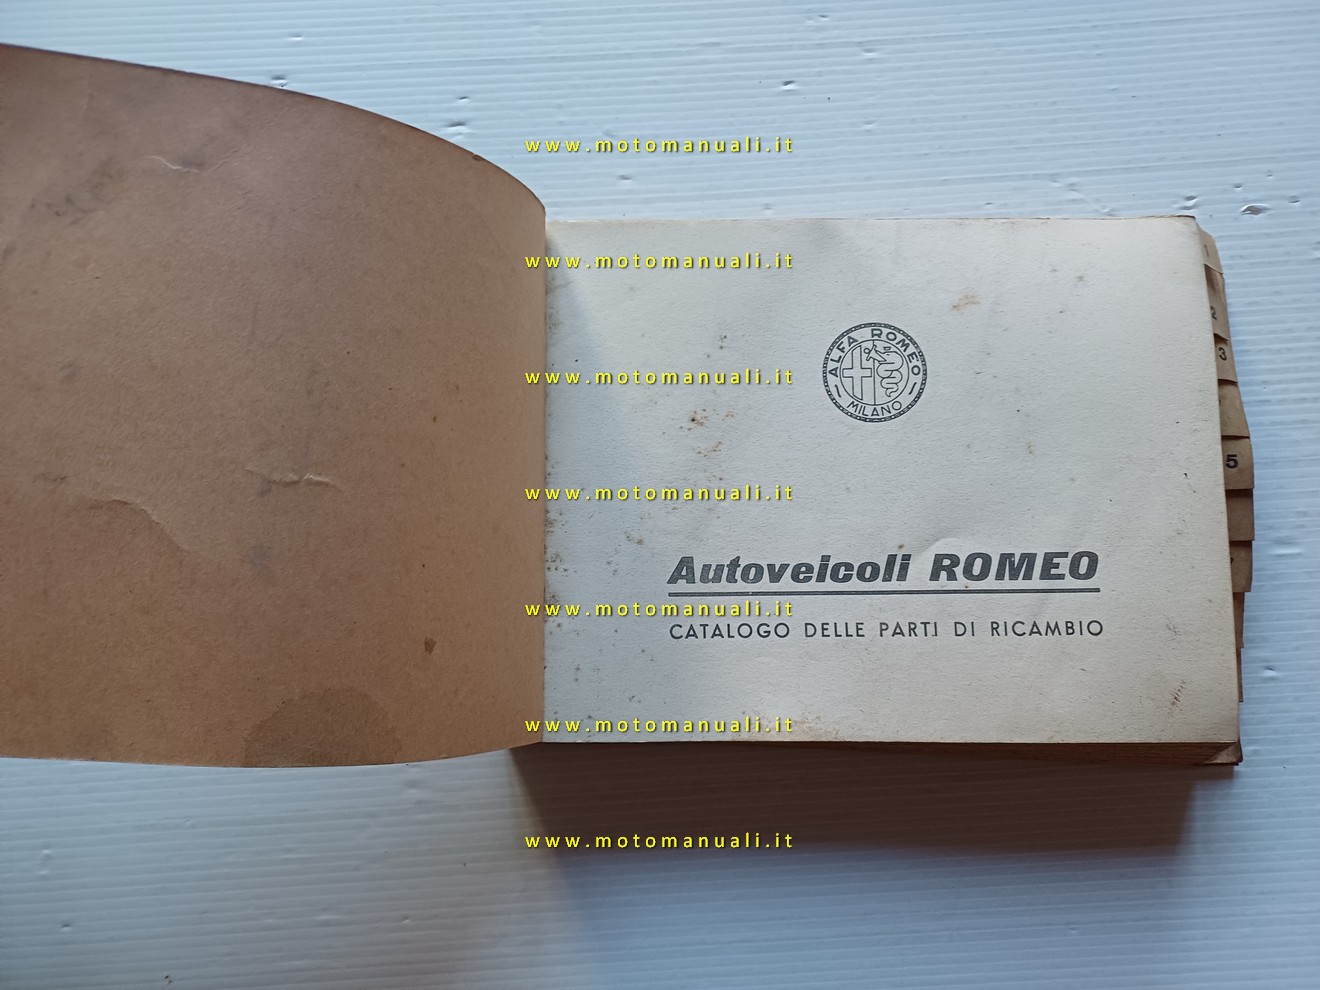 www.motomanuali.it
www.motomanuali.it
www.motomanuali.it
www.motomanuali.it
www.motomanuali.it
www.motomanuali.it
www.motomanuali.it
ALFA ROMEO
MILANO
Autoveicoli ROMEO
CATALOGO DELLE PARTI DI RICAMBIO
1
2
3
5